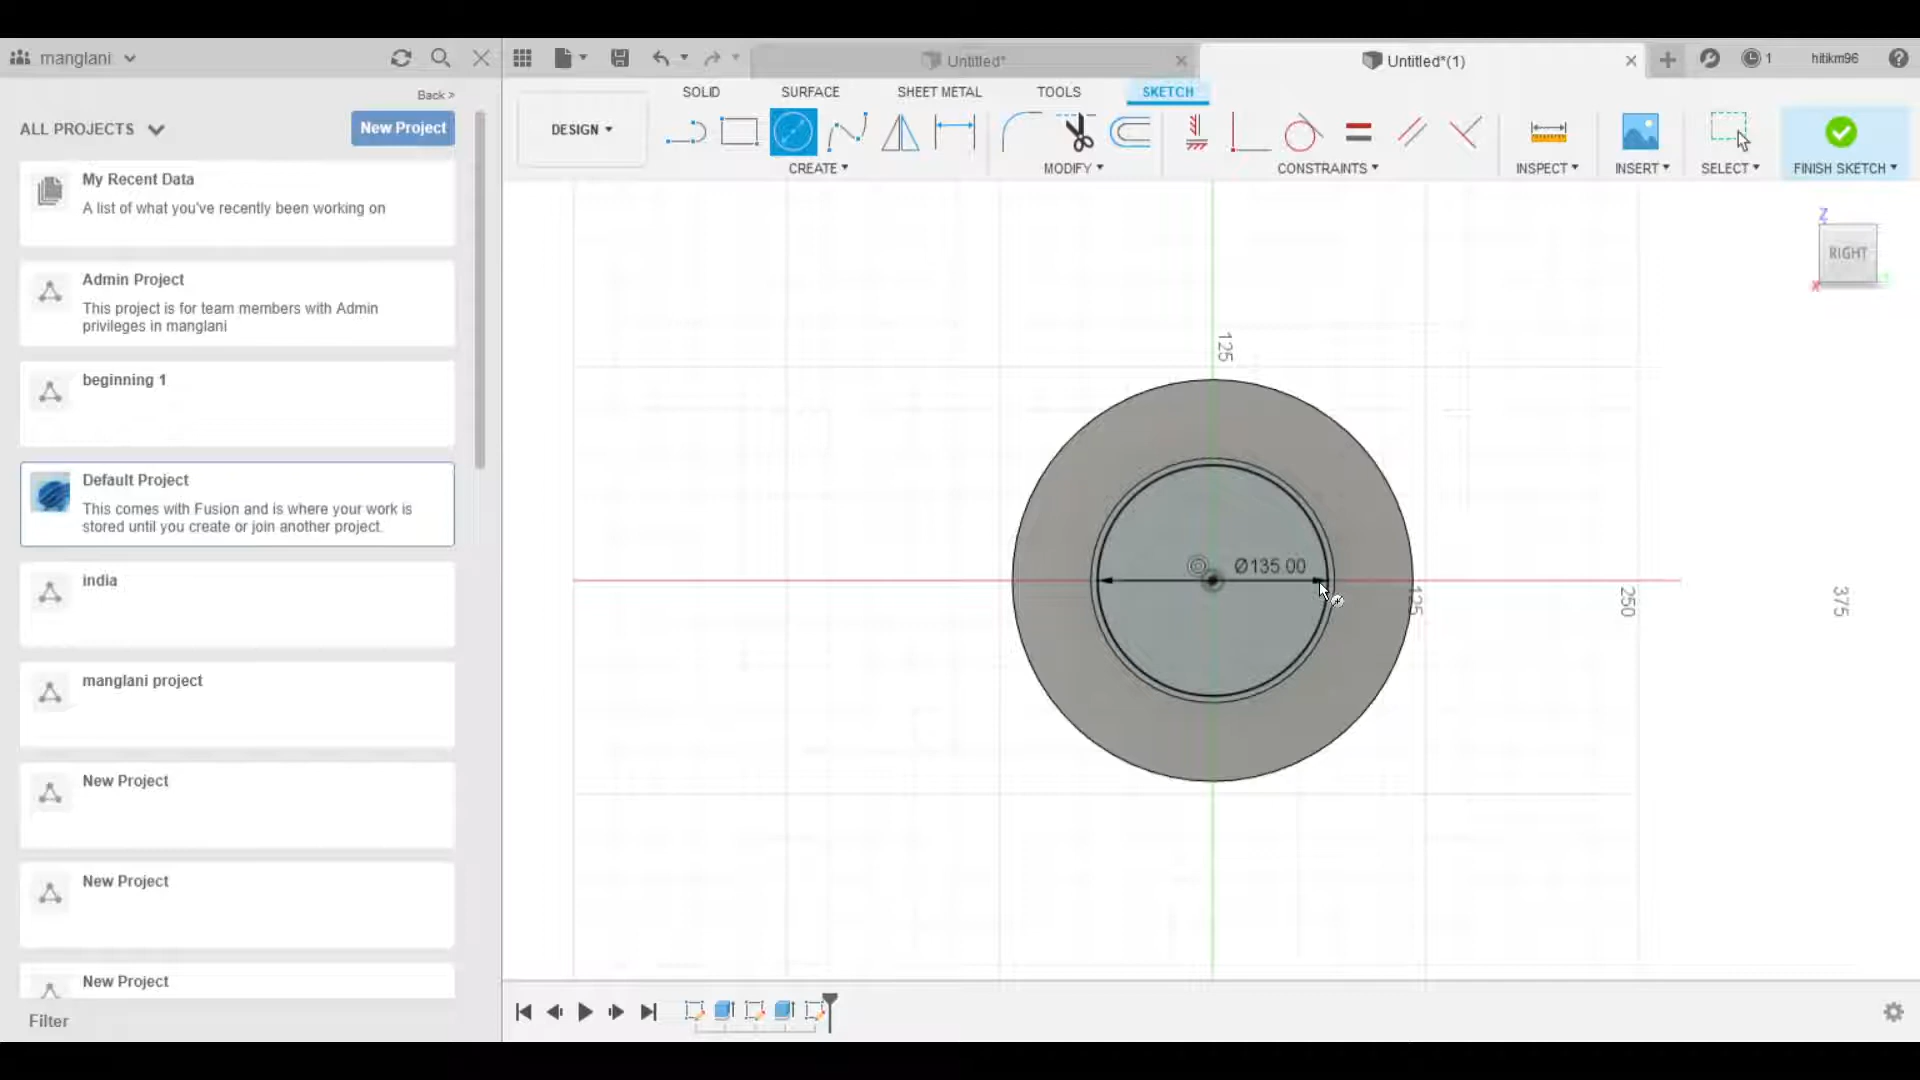 manglani
Untitled*
Untitled*(1)
1
hitikm96
Back >
ALL PROJECTS
New Project
My Recent Data
A list of what you've recently been working on
Admin Project
This project is for team members with Admin
privileges in manglani
beginning 1
Default Project
This comes with Fusion and is where your work is
stored until you create or join another project.
india
manglani project
New Project
New Project
New Project
Filter
DESIGN
SOLID
SURFACE
SHEET METAL
TOOLS
SKETCH
CREATE
MODIFY
CONSTRAINTS
INSPECT
INSERT
SELECT
FINISH SKETCH
Z
RIGHT
X
125
Ø135.00
125
250
375